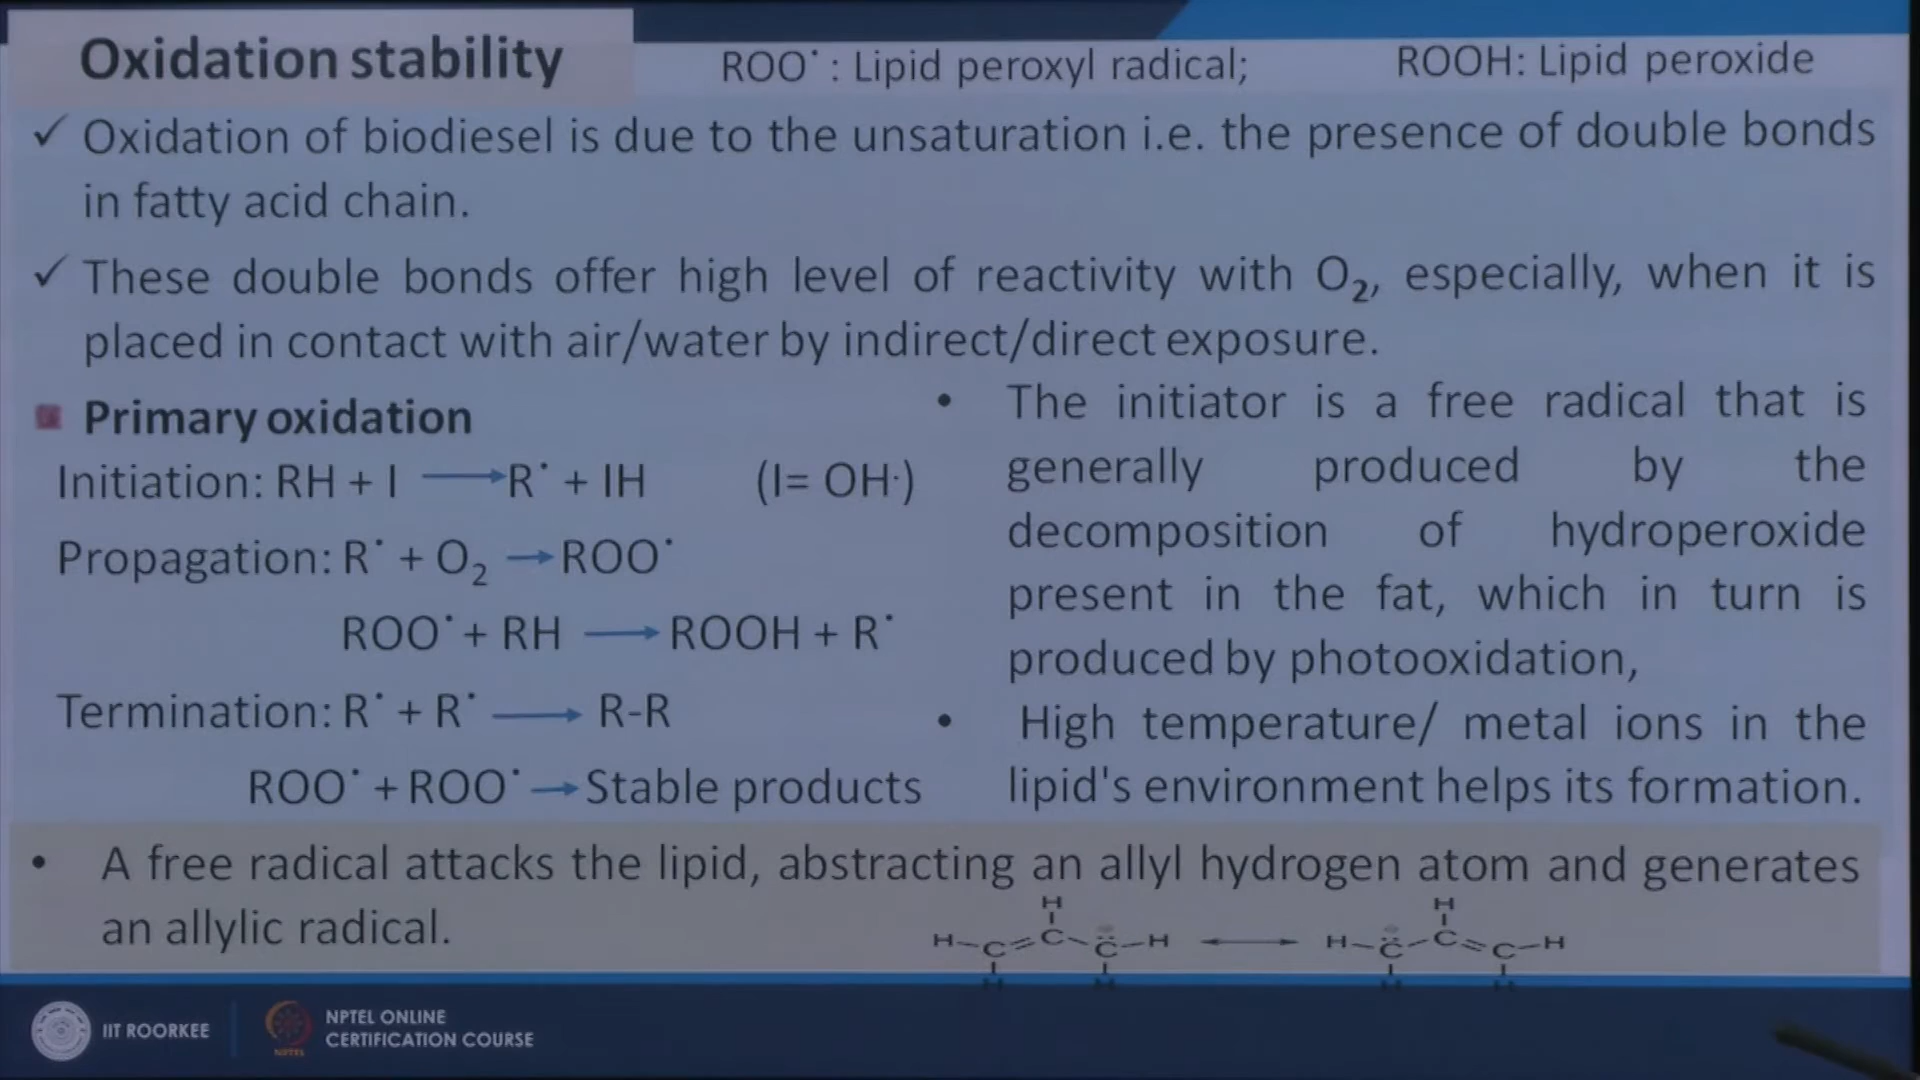 Oxidation stability
ROO˙ : Lipid peroxyl radical;
ROOH: Lipid peroxide
✓ Oxidation of biodiesel is due to the unsaturation i.e. the presence of double bonds
in fatty acid chain.
✓ These double bonds offer high level of reactivity with O₂, especially, when it is
placed in contact with air/water by indirect/direct exposure.
▪ Primary oxidation
Initiation: RH + I ⟶ R˙ + IH (I= OH·)
Propagation: R˙ + O₂ → ROO˙
ROO˙ + RH ⟶ ROOH + R˙
Termination: R˙ + R˙ ⟶ R-R
ROO˙ + ROO˙ → Stable products
• The initiator is a free radical that is
generally produced by the
decomposition of hydroperoxide
present in the fat, which in turn is
produced by photooxidation,
• High temperature/ metal ions in the
lipid's environment helps its formation.
• A free radical attacks the lipid, abstracting an allyl hydrogen atom and generates
an allylic radical.
H H
H C C C H H C C C H
H H H H
IIT ROORKEE
NPTEL
NPTEL ONLINE
CERTIFICATION COURSE